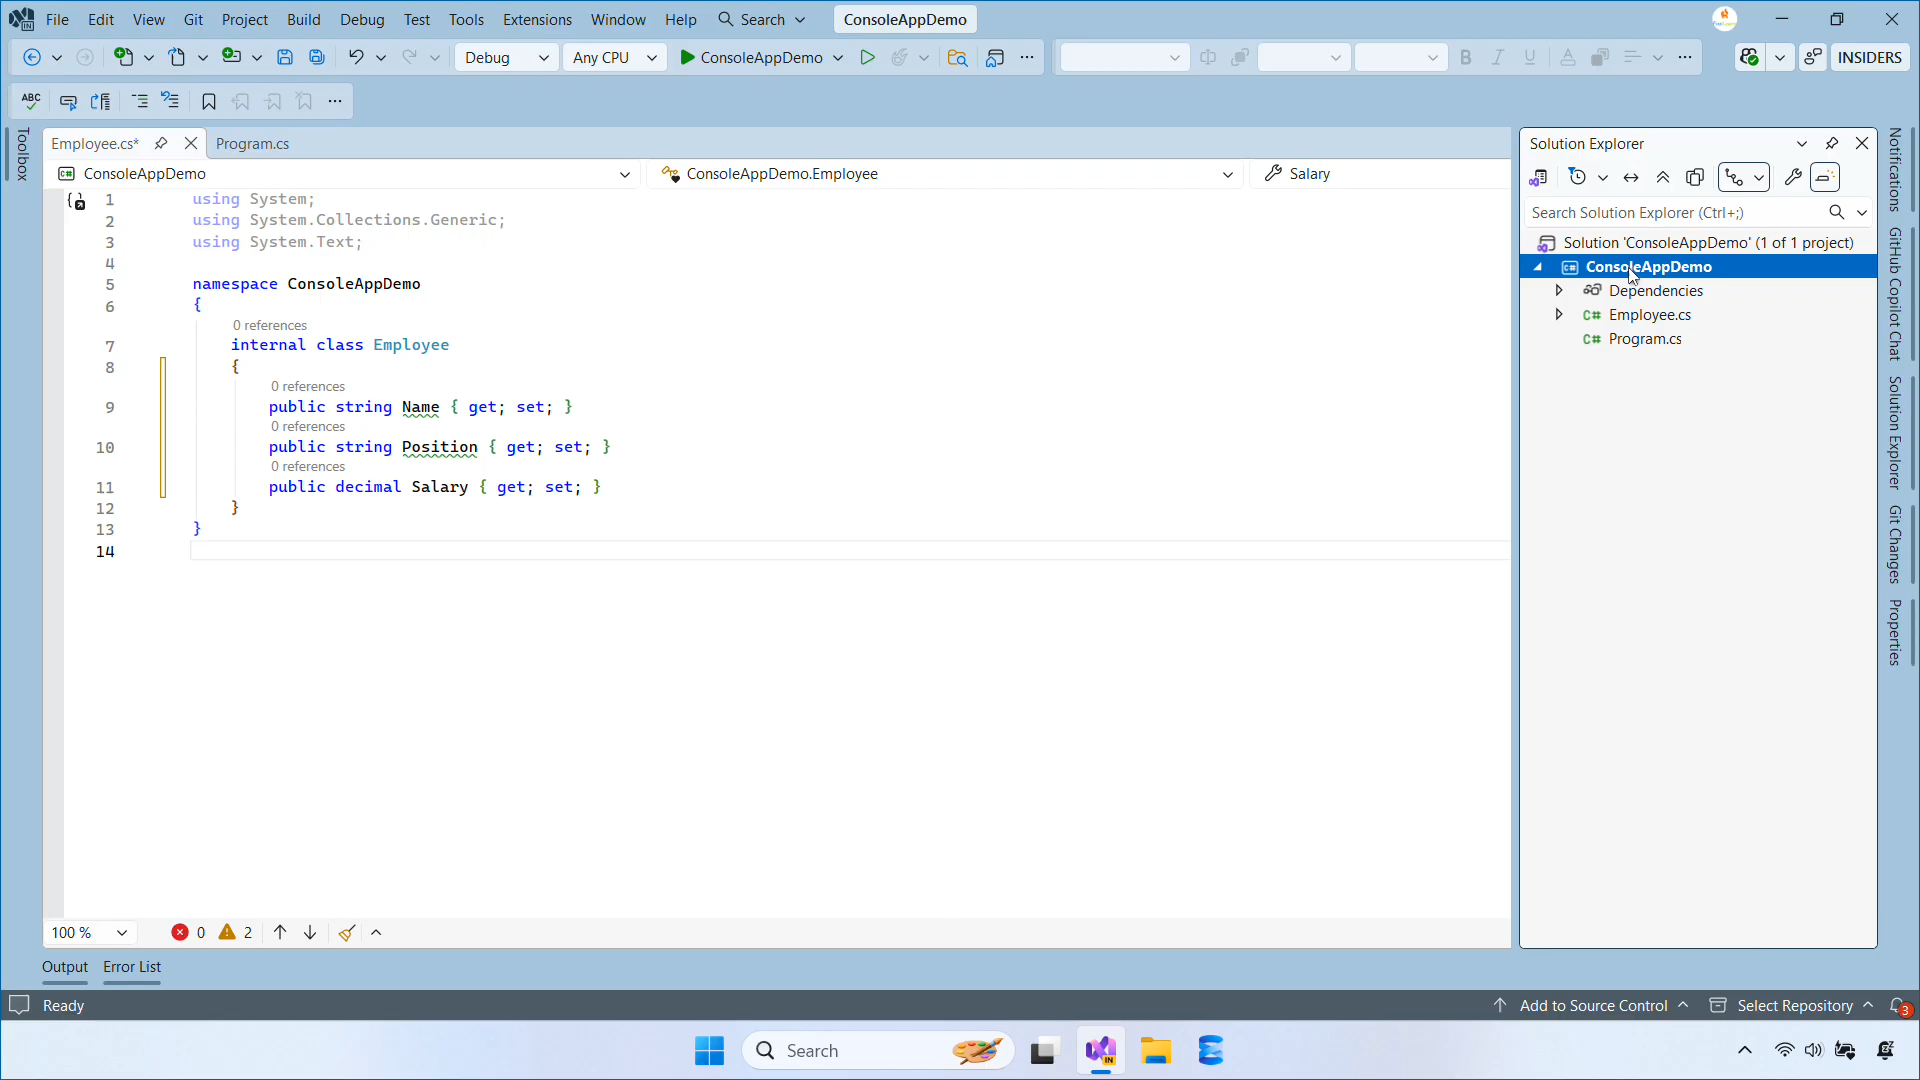 File Edit View Git Project Build Debug Test Tools Extensions Window Help Search ConsoleAppDemo
Debug Any CPU ConsoleAppDemo INSIDERS
ABC
Toolbox
Employee.cs* Program.cs
ConsoleAppDemo ConsoleAppDemo.Employee Salary
1 using System;
2 using System.Collections.Generic;
3 using System.Text;
4
5 namespace ConsoleAppDemo
6 {
0 references
7 internal class Employee
8 {
0 references
9 public string Name { get; set; }
0 references
10 public string Position { get; set; }
0 references
11 public decimal Salary { get; set; }
12 }
13 }
14
100 % 0 2
Output Error List
Solution Explorer
Search Solution Explorer (Ctrl+;)
Solution 'ConsoleAppDemo' (1 of 1 project)
ConsoleAppDemo
Dependencies
C# Employee.cs
C# Program.cs
Notifications
GitHub Copilot Chat
Solution Explorer
Git Changes
Properties
Ready Add to Source Control Select Repository 3
Search IN